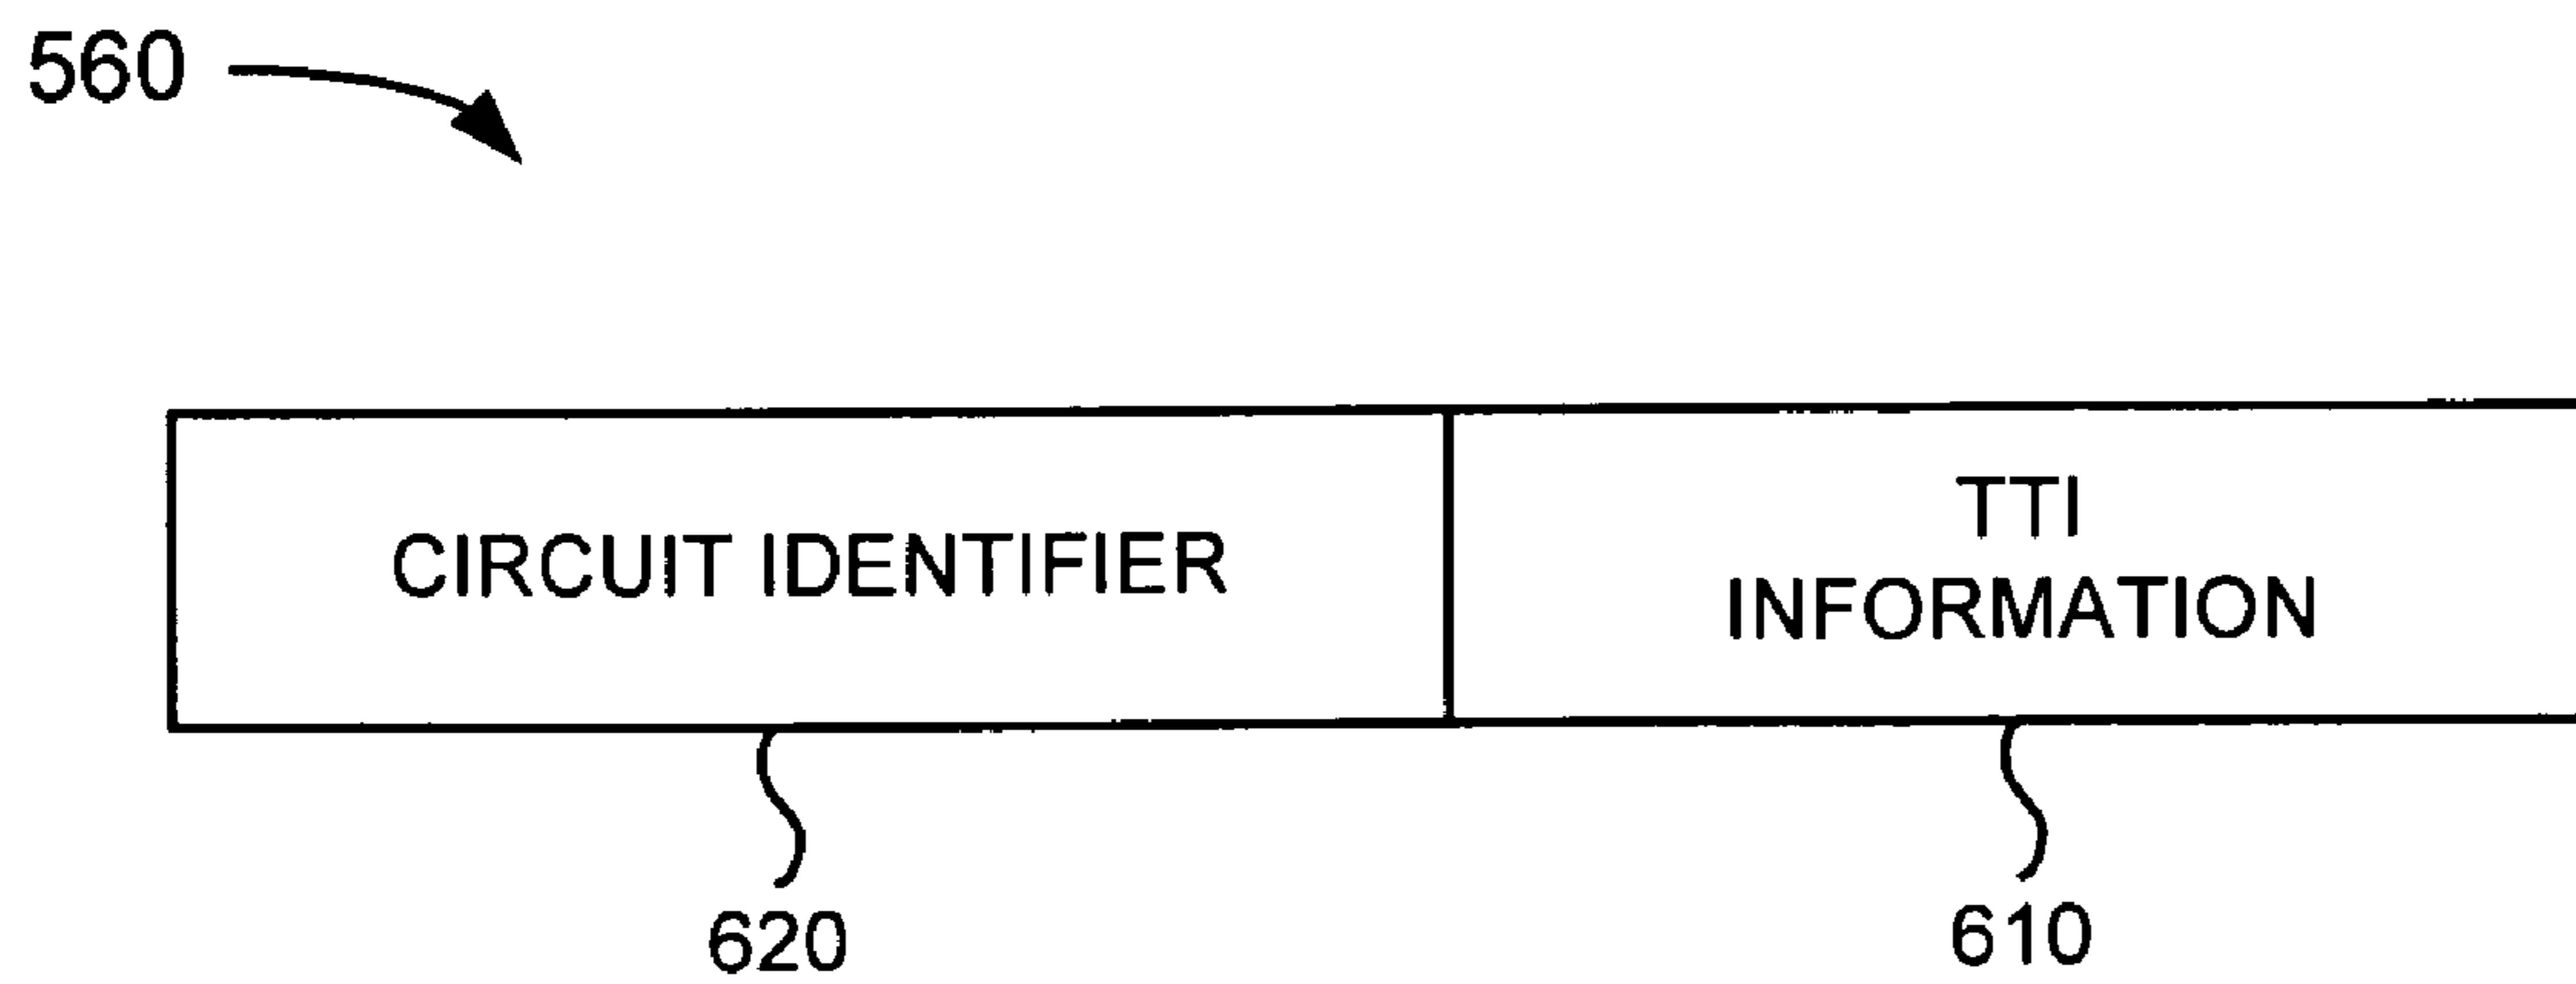 560
CIRCUIT IDENTIFIER
TTI
INFORMATION
620
610